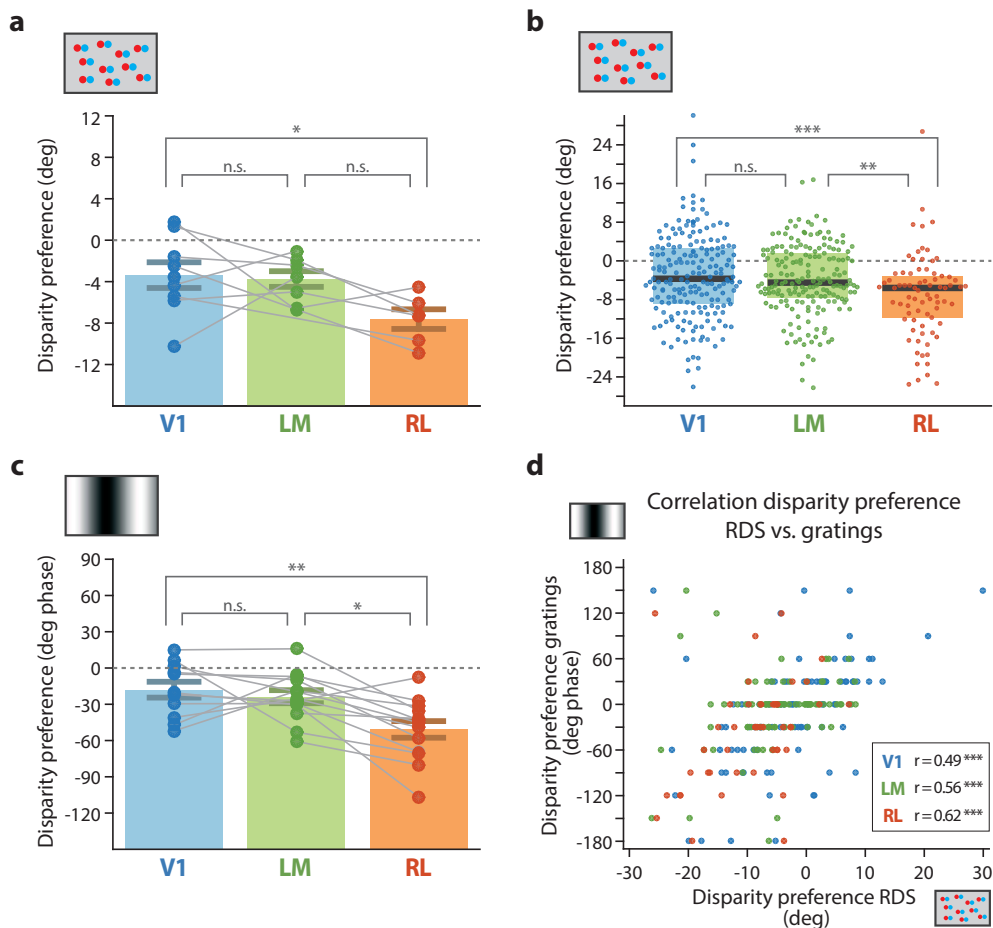 a
Disparity preference (deg)
12
8
4
0
-4
-8
-12
*
n.s.
n.s.
V1
LM
RL
b
Disparity preference (deg)
24
16
8
0
-8
-16
-24
***
n.s.
**
V1
LM
RL
c
Disparity preference (deg phase)
90
60
30
0
-30
-60
-90
-120
**
n.s.
*
V1
LM
RL
d
Correlation disparity preference
RDS vs. gratings
Disparity preference gratings
(deg phase)
180
120
60
0
-60
-120
-180
V1 r = 0.49 ***
LM r = 0.56 ***
RL r = 0.62 ***
-30 -20 -10 0 10 20 30
Disparity preference RDS
(deg)